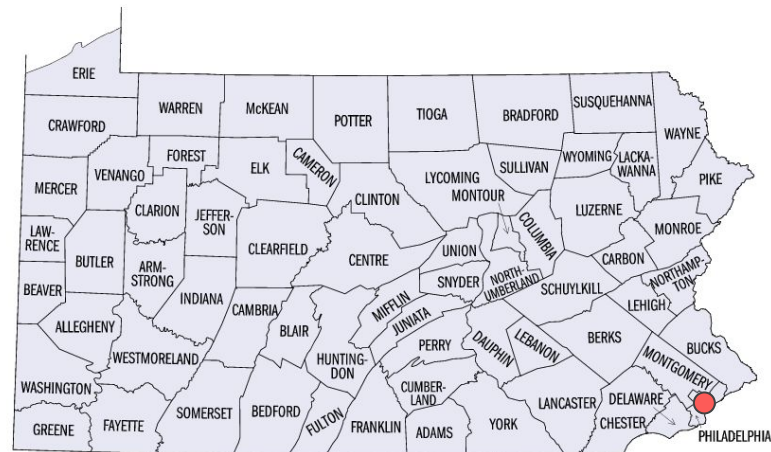 ERIE
CRAWFORD
WARREN
McKEAN
POTTER
TIOGA
BRADFORD
SUSQUEHANNA
WAYNE
FOREST
VENANGO
ELK
CAMERON
LYCOMING
SULLIVAN
WYOMING
LACKA-
WANNA
PIKE
MERCER
CLARION
JEFFER-
SON
CLINTON
MONTOUR
COLUMBIA
LUZERNE
MONROE
LAW-
RENCE
BUTLER
ARM-
STRONG
CLEARFIELD
CENTRE
UNION
SNYDER
NORTH-
UMBERLAND
CARBON
NORTHAMP-
TON
BEAVER
INDIANA
CAMBRIA
BLAIR
MIFFLIN
JUNIATA
SCHUYLKILL
LEHIGH
ALLEGHENY
WESTMORELAND
HUNTING-
DON
PERRY
DAUPHIN
LEBANON
BERKS
BUCKS
MONTGOMERY
WASHINGTON
CUMBER-
LAND
GREENE
FAYETTE
SOMERSET
BEDFORD
FULTON
FRANKLIN
ADAMS
YORK
LANCASTER
DELAWARE
CHESTER
PHILADELPHIA